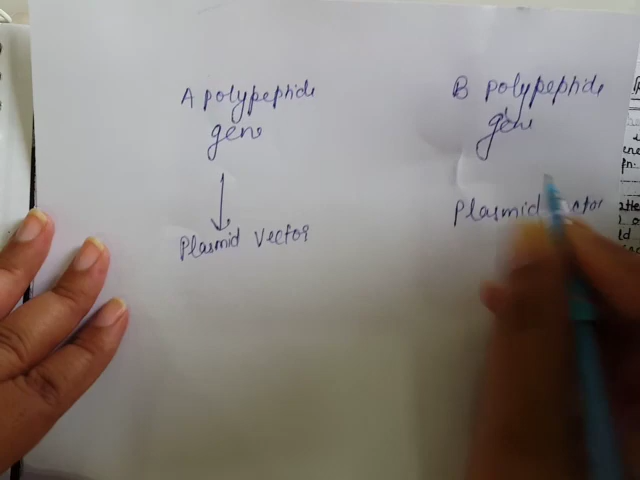 A polypeptide
gene
Plasmid Vector
B polypeptide
gene
Plasmid